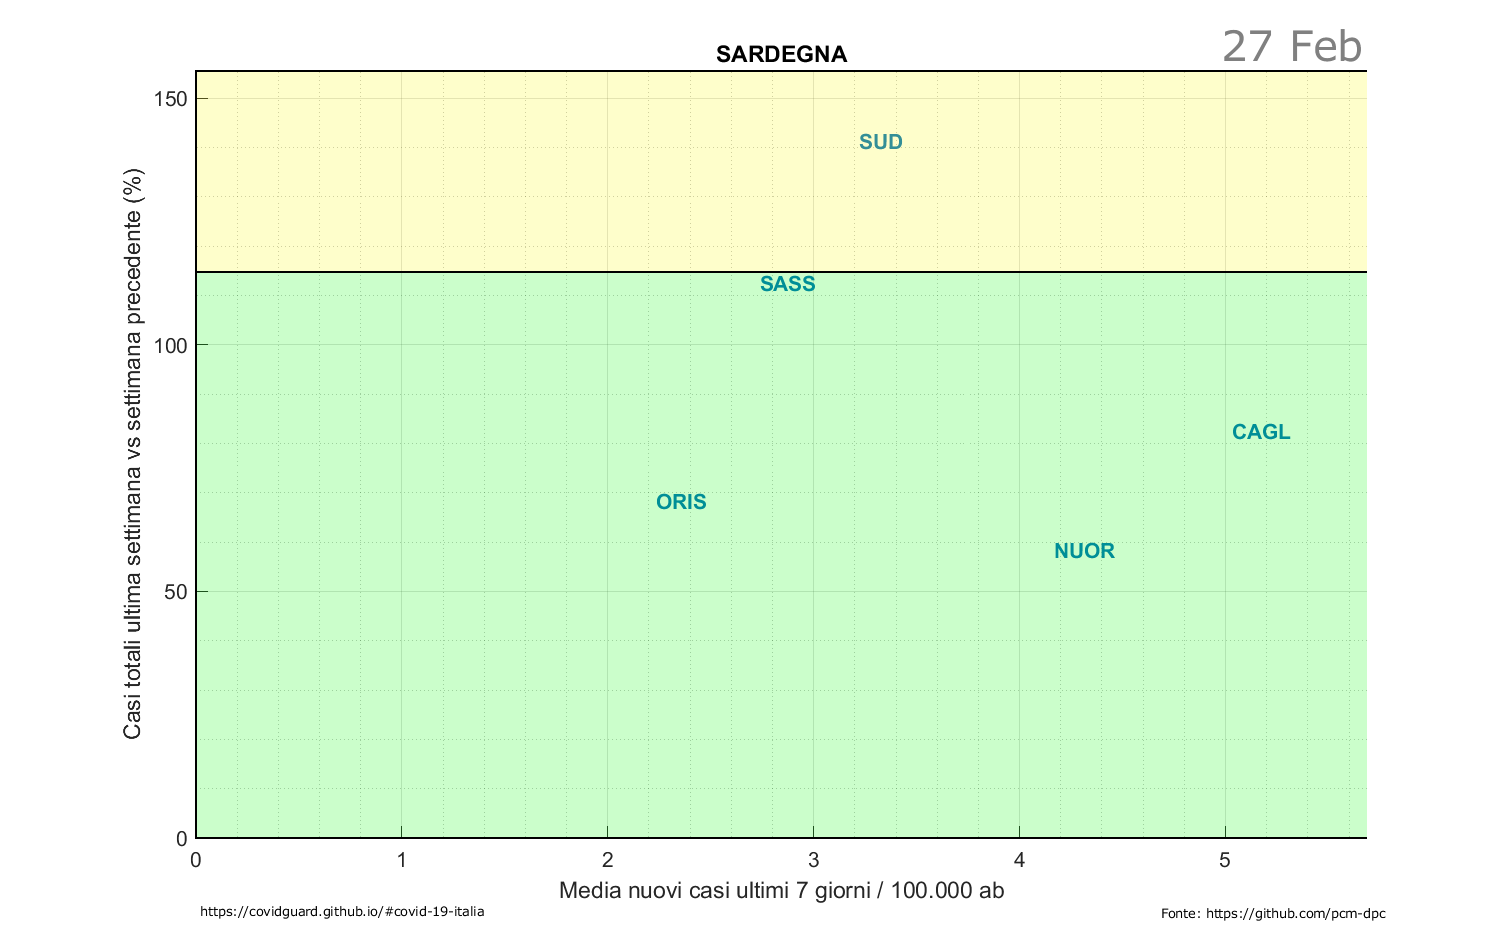 SARDEGNA
27 Feb
150
SUD
SASS
100
CAGL
ORIS
NUOR
50
0
0 1 2 3 4 5
Casi totali ultima settimana vs settimana precedente (%)
Media nuovi casi ultimi 7 giorni / 100.000 ab
https://covidguard.github.io/#covid-19-italia
Fonte: https://github.com/pcm-dpc